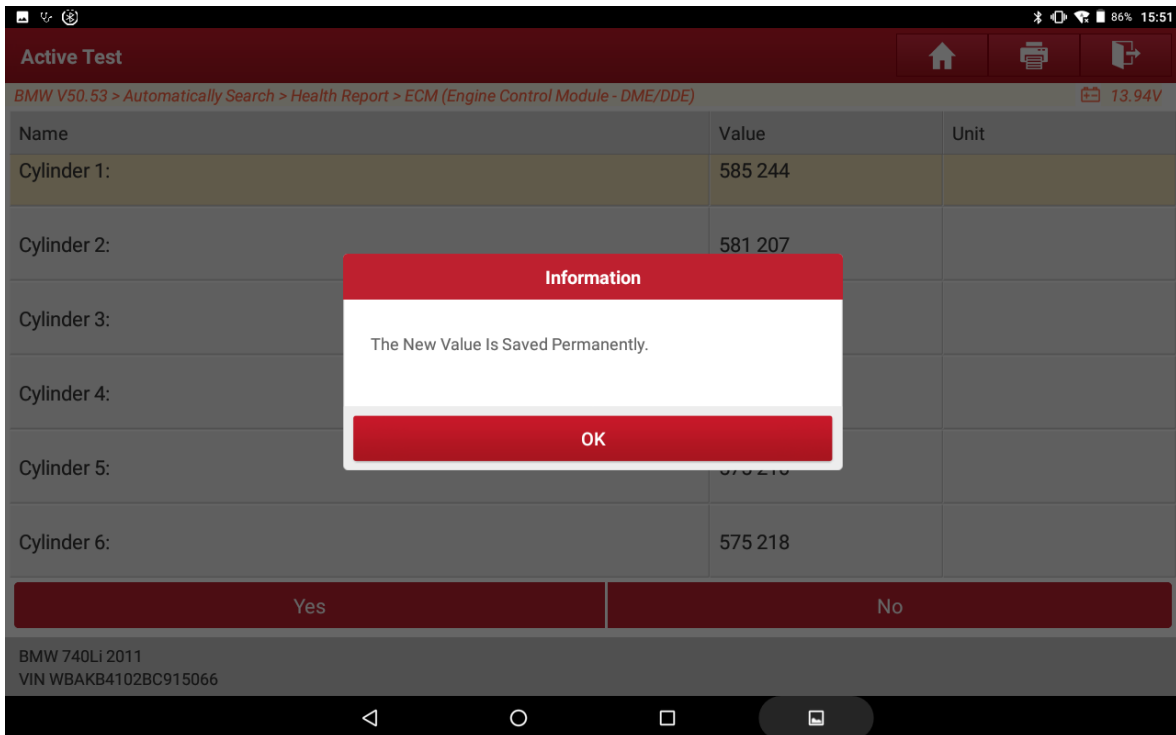 86% 15:51
Active Test
BMW V50.53 > Automatically Search > Health Report > ECM (Engine Control Module - DME/DDE) 13.94V
Name Value Unit
Cylinder 1: 585 244
Cylinder 2: 581 207
Information
Cylinder 3:
The New Value Is Saved Permanently.
Cylinder 4:
OK
Cylinder 5:
Cylinder 6: 575 218
Yes No
BMW 740Li 2011
VIN WBAKB4102BC915066